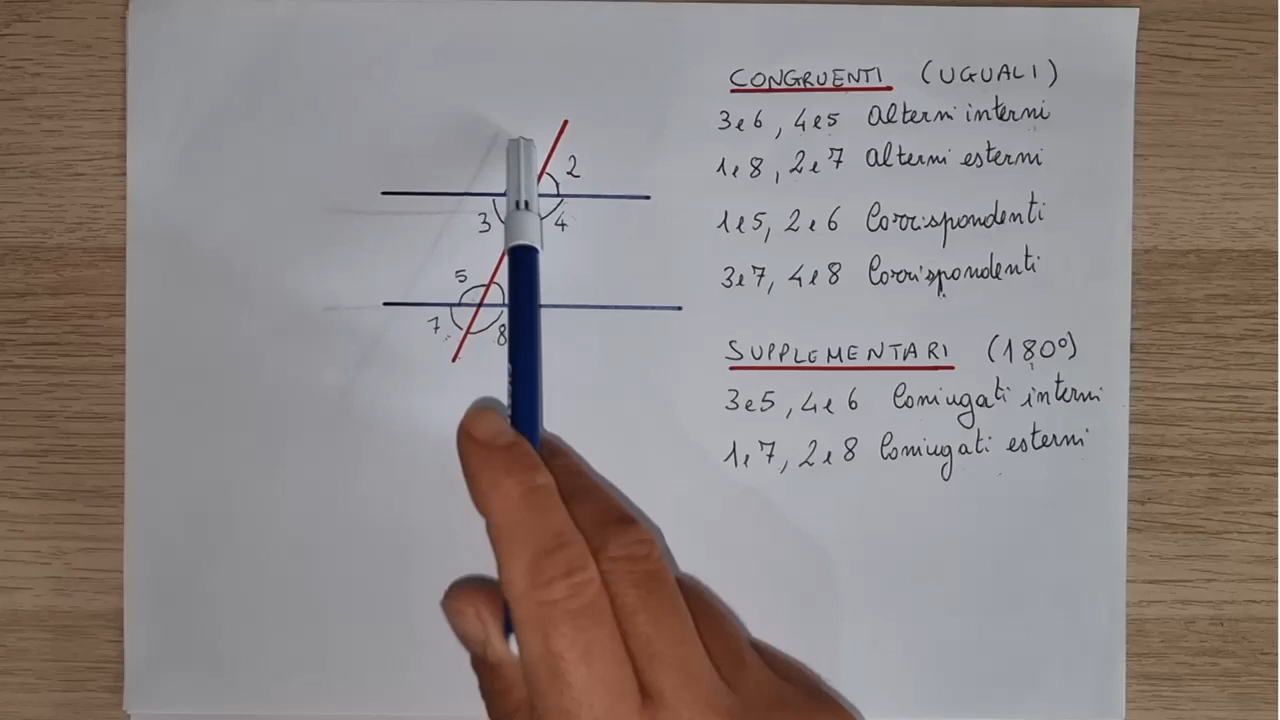 CONGRUENTI (UGUALI)
3e6, 4e5 Alterni interni
1e8, 2e7 Alterni esterni
1e5, 2e6 Corrispondenti
3e7, 4e8 Corrispondenti
SUPPLEMENTARI (180°)
3e5, 4e6 Coniugati interni
1e7, 2e8 Coniugati esterni
2
3 4
5
7 8